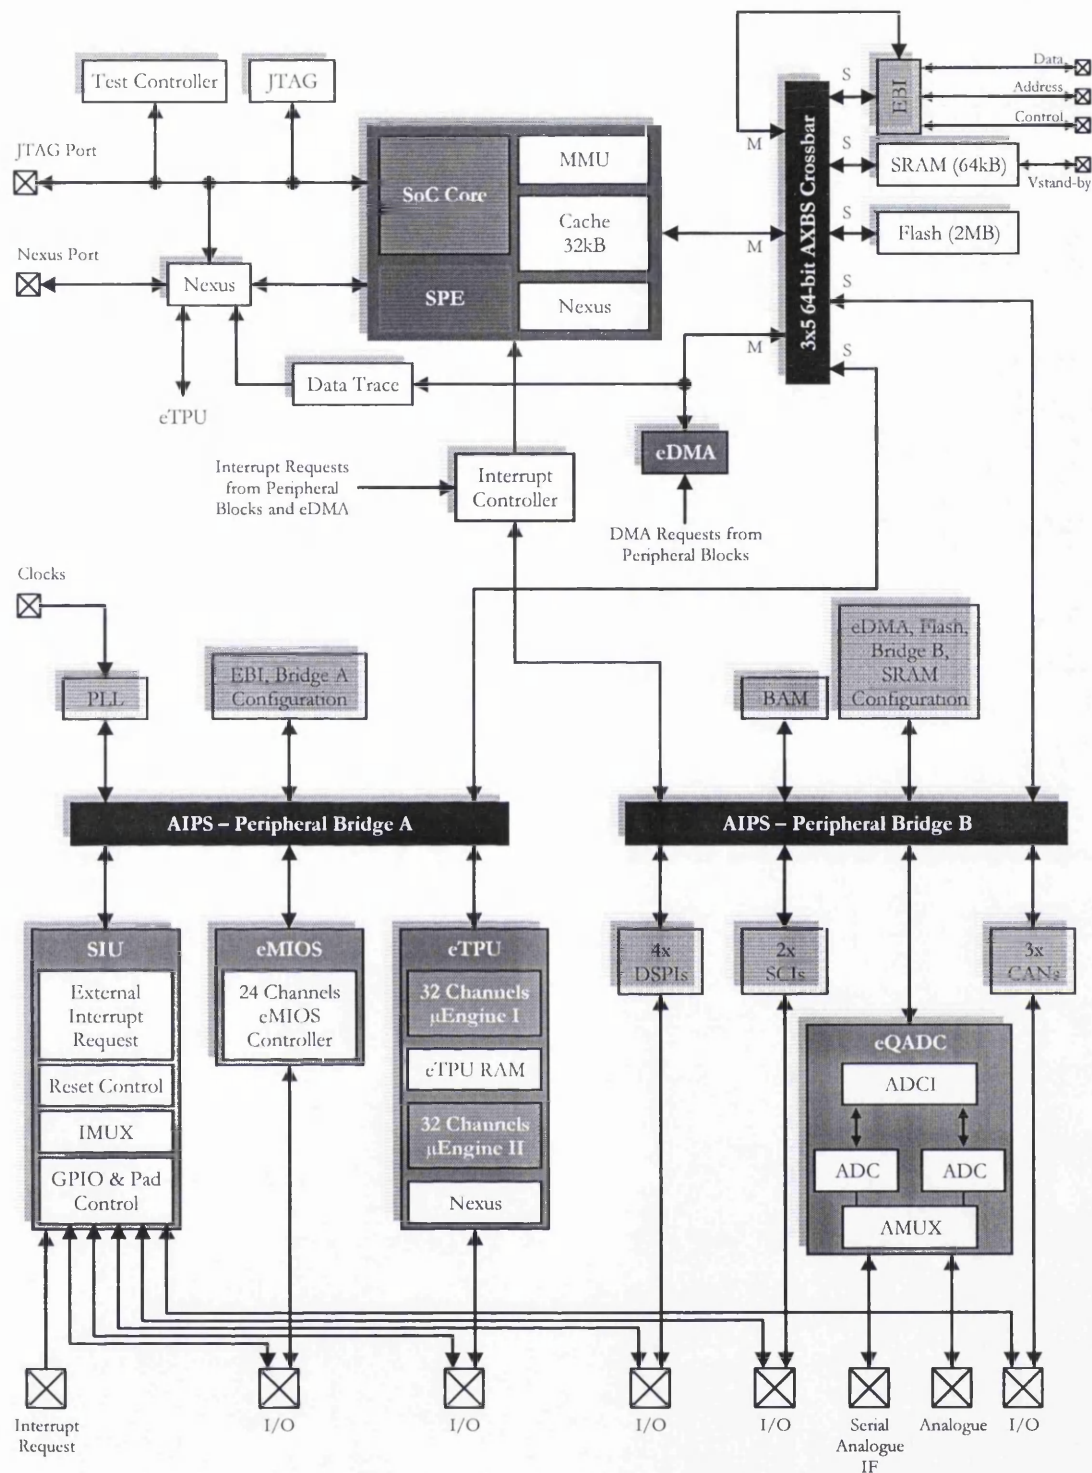 Test Controller
JTAG
JTAG Port
Nexus Port
Nexus
eTPU
Data Trace
SoC Core
SPE
MMU
Cache
32kB
Nexus
M
M
M
3x5 64-bit AXBS Crossbar
S
S
S
S
S
EBI
Data
Address
Control
SRAM (64kB)
Vstand-by
Flash (2MB)
eDMA
DMA Requests from
Peripheral Blocks
Interrupt Requests
from Peripheral
Blocks and eDMA
Interrupt
Controller
Clocks
PLL
EBI, Bridge A
Configuration
BAM
eDMA, Flash,
Bridge B,
SRAM
Configuration
AIPS – Peripheral Bridge A
AIPS – Peripheral Bridge B
SIU
External
Interrupt
Request
Reset Control
IMUX
GPIO & Pad
Control
eMIOS
24 Channels
eMIOS
Controller
eTPU
32 Channels
µEngine I
eTPU RAM
32 Channels
µEngine II
Nexus
4x
DSPIs
2x
SCIs
3x
CANs
eQADC
ADCI
ADC
ADC
AMUX
Interrupt
Request
I/O
I/O
I/O
I/O
Serial
Analogue
IF
Analogue
I/O